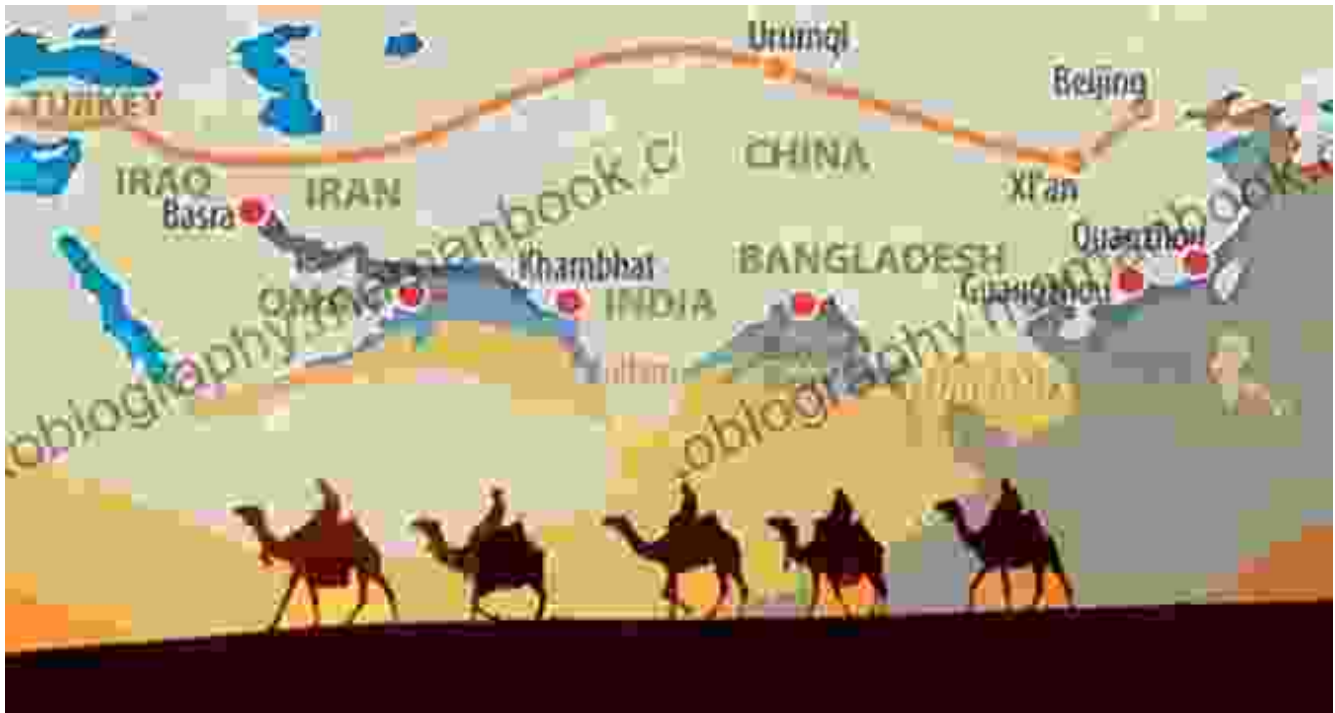 Urumqi
Beijing
TURKEY
CHINA
IRAQ
IRAN
Xi'an
Basra
Quanzhou
Khambhat
BANGLADESH
Guangzhou
INDIA